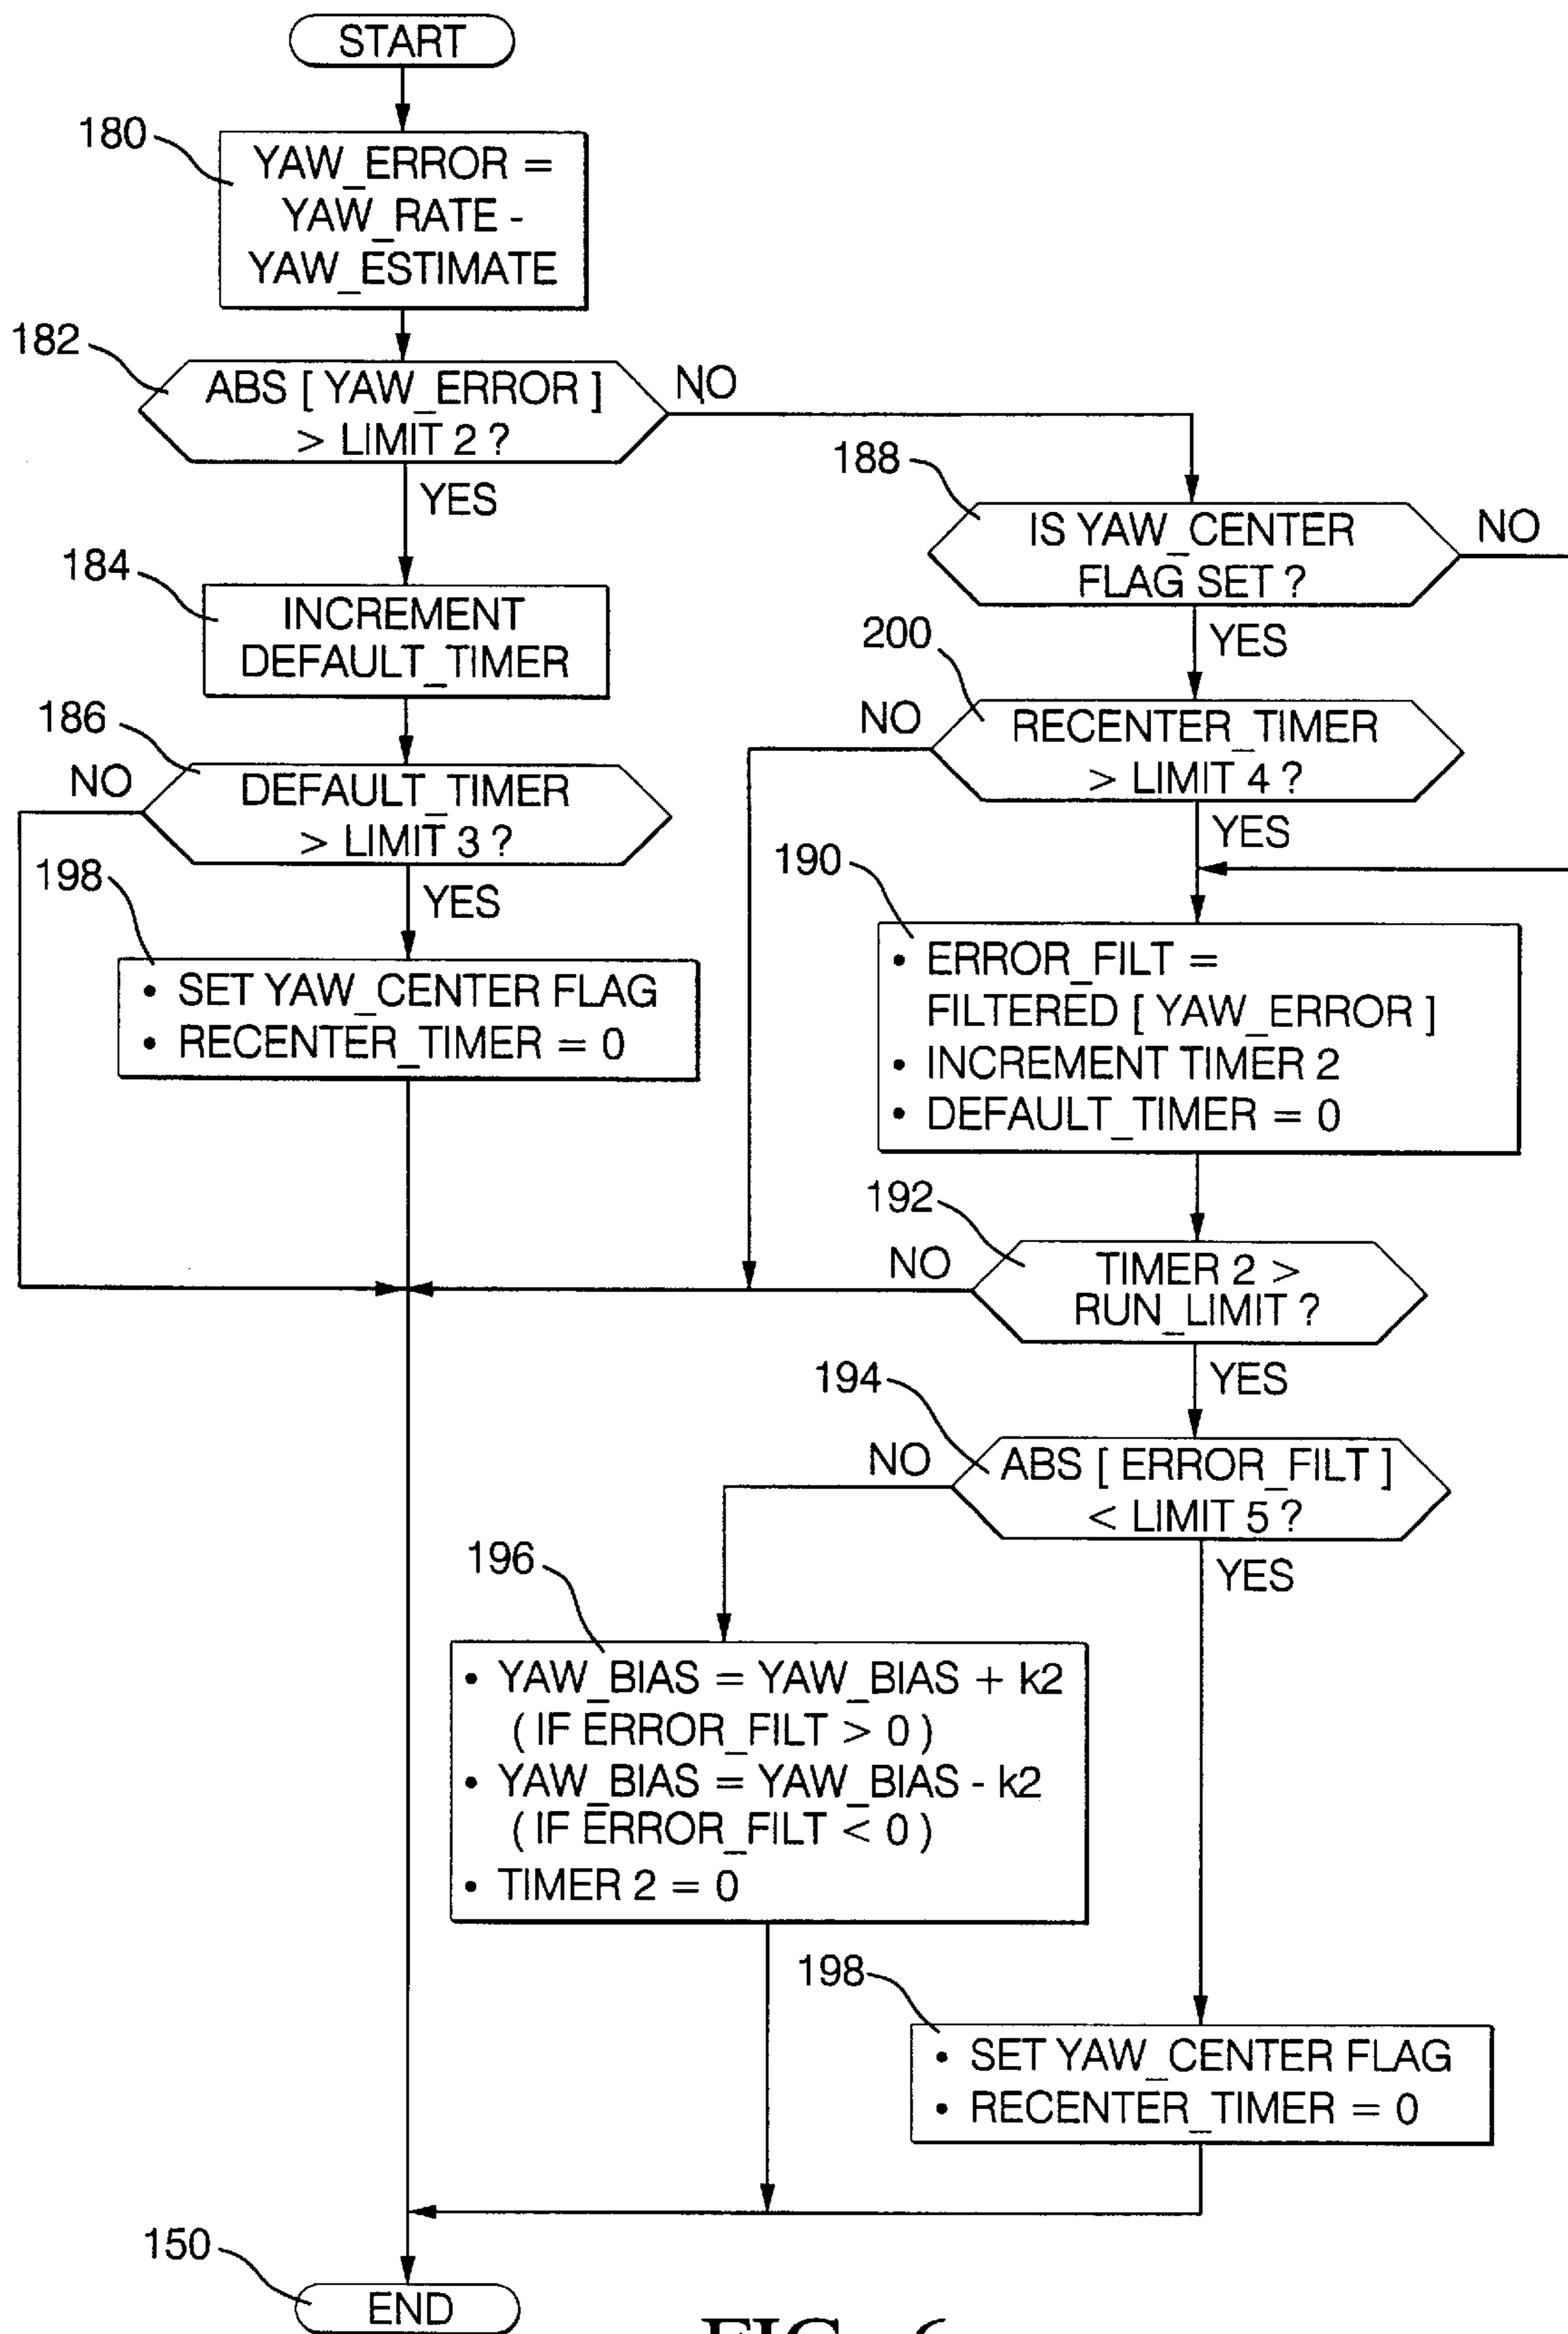 START
180
YAW_ERROR =
YAW_RATE -
YAW_ESTIMATE
182
ABS [ YAW_ERROR ]
> LIMIT 2 ?
NO
YES
188
IS YAW_CENTER
FLAG SET ?
NO
YES
184
INCREMENT
DEFAULT_TIMER
200
RECENTER_TIMER
> LIMIT 4 ?
NO
YES
186
DEFAULT_TIMER
> LIMIT 3 ?
NO
YES
198
• SET YAW_CENTER FLAG
• RECENTER_TIMER = 0
190
• ERROR_FILT =
FILTERED [ YAW_ERROR ]
• INCREMENT TIMER 2
• DEFAULT_TIMER = 0
192
TIMER 2 >
RUN_LIMIT ?
NO
YES
194
ABS [ ERROR_FILT ]
< LIMIT 5 ?
NO
YES
196
• YAW_BIAS = YAW_BIAS + k2
( IF ERROR_FILT > 0 )
• YAW_BIAS = YAW_BIAS - k2
( IF ERROR_FILT < 0 )
• TIMER 2 = 0
198
• SET YAW_CENTER FLAG
• RECENTER_TIMER = 0
150
END